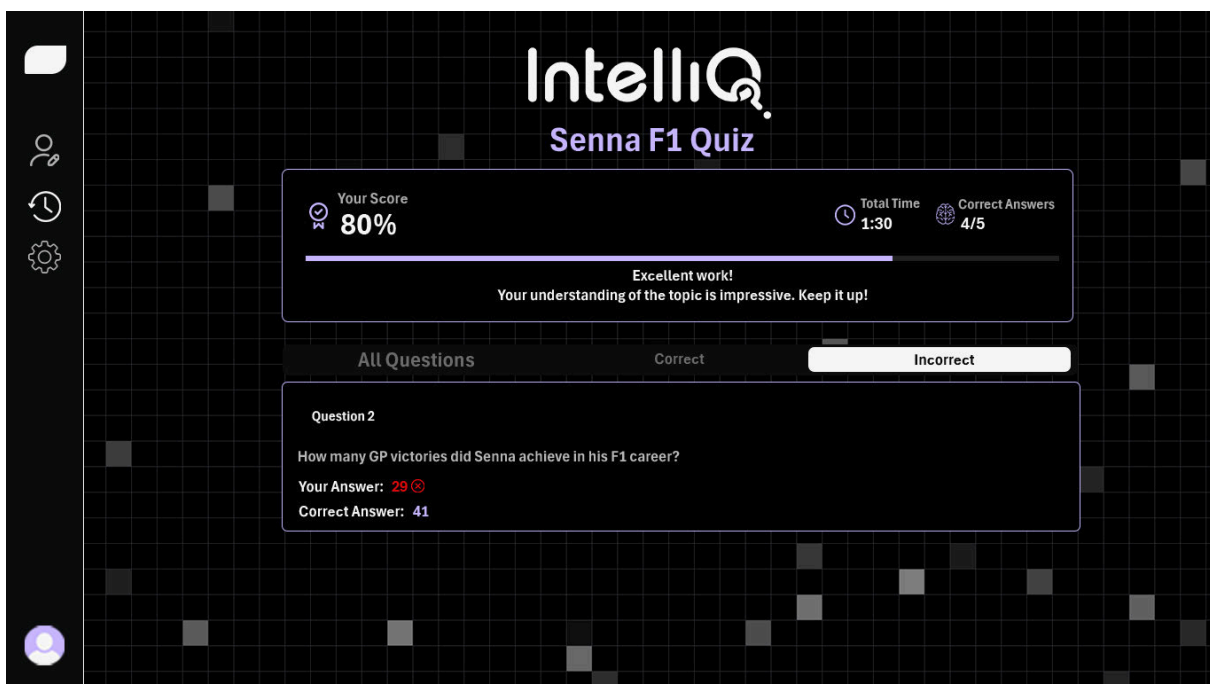 IntelliQ.
Senna F1 Quiz
Your Score
80%
Total Time
1:30
Correct Answers
4/5
Excellent work!
Your understanding of the topic is impressive. Keep it up!
All Questions
Correct
Incorrect
Question 2
How many GP victories did Senna achieve in his F1 career?
Your Answer: 29
Correct Answer: 41